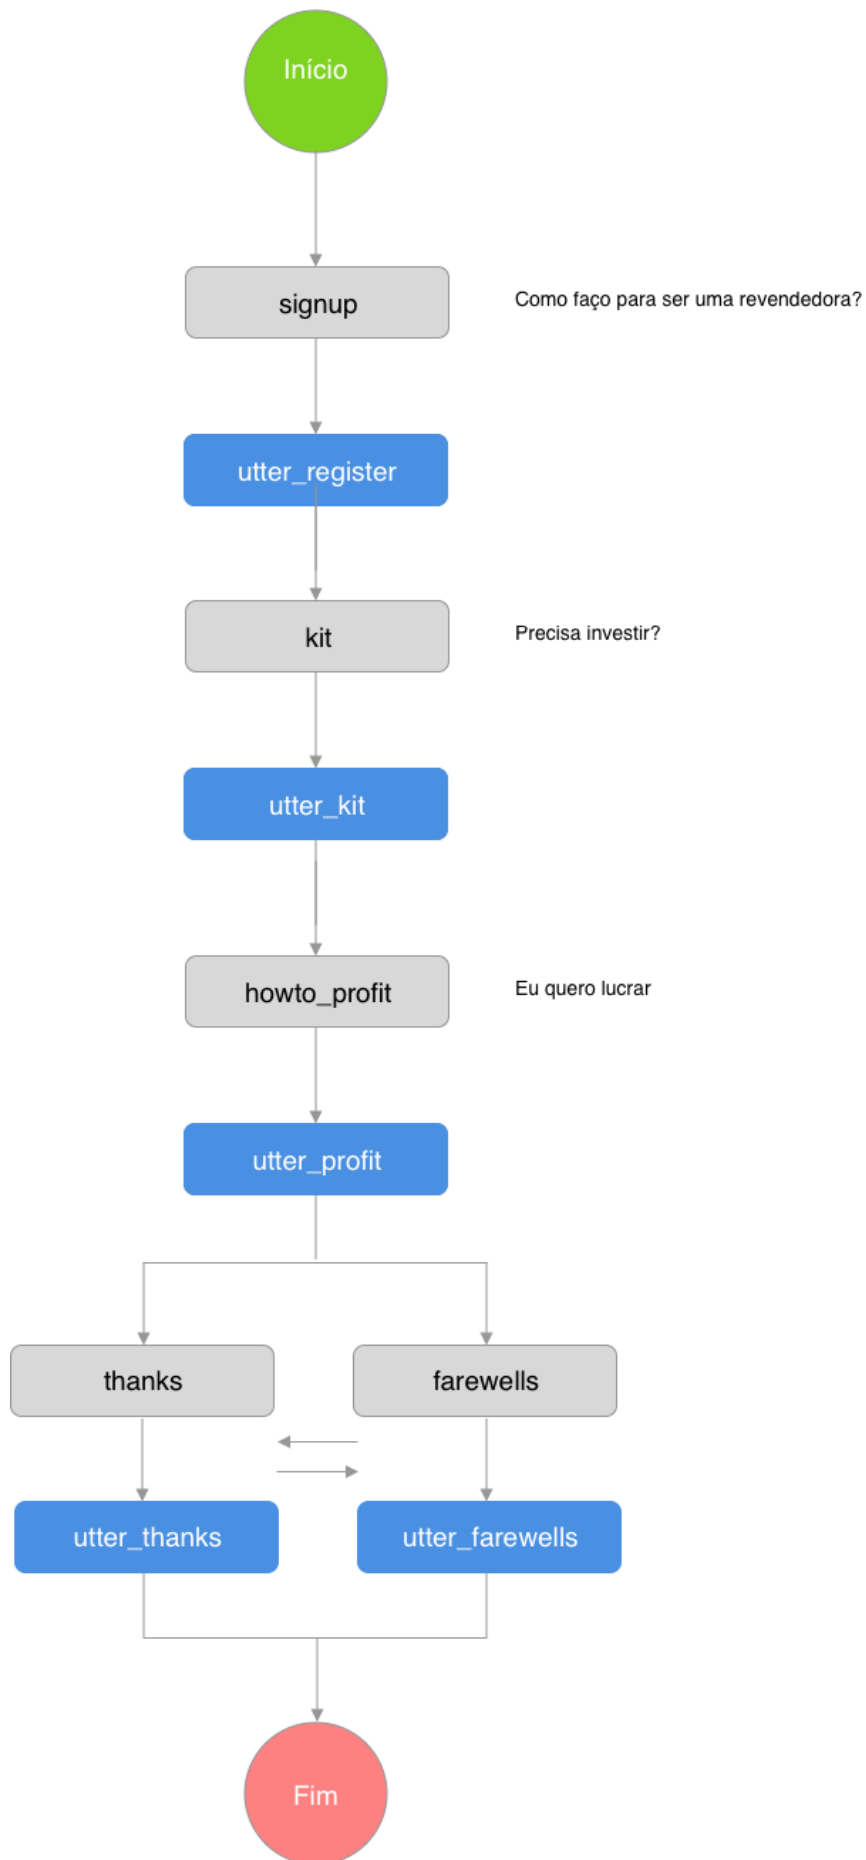 Início
signup
Como faço para ser uma revendedora?
utter_register
kit
Precisa investir?
utter_kit
howto_profit
Eu quero lucrar
utter_profit
thanks
farewells
utter_thanks
utter_farewells
Fim